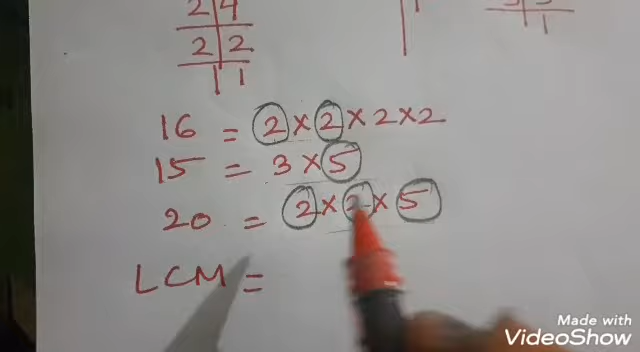 2 4
2 2
1 1
1
16 = 2 × 2 × 2 × 2
15 = 3 × 5
20 = 2 × 2 × 5
LCM =
Made with
VideoShow